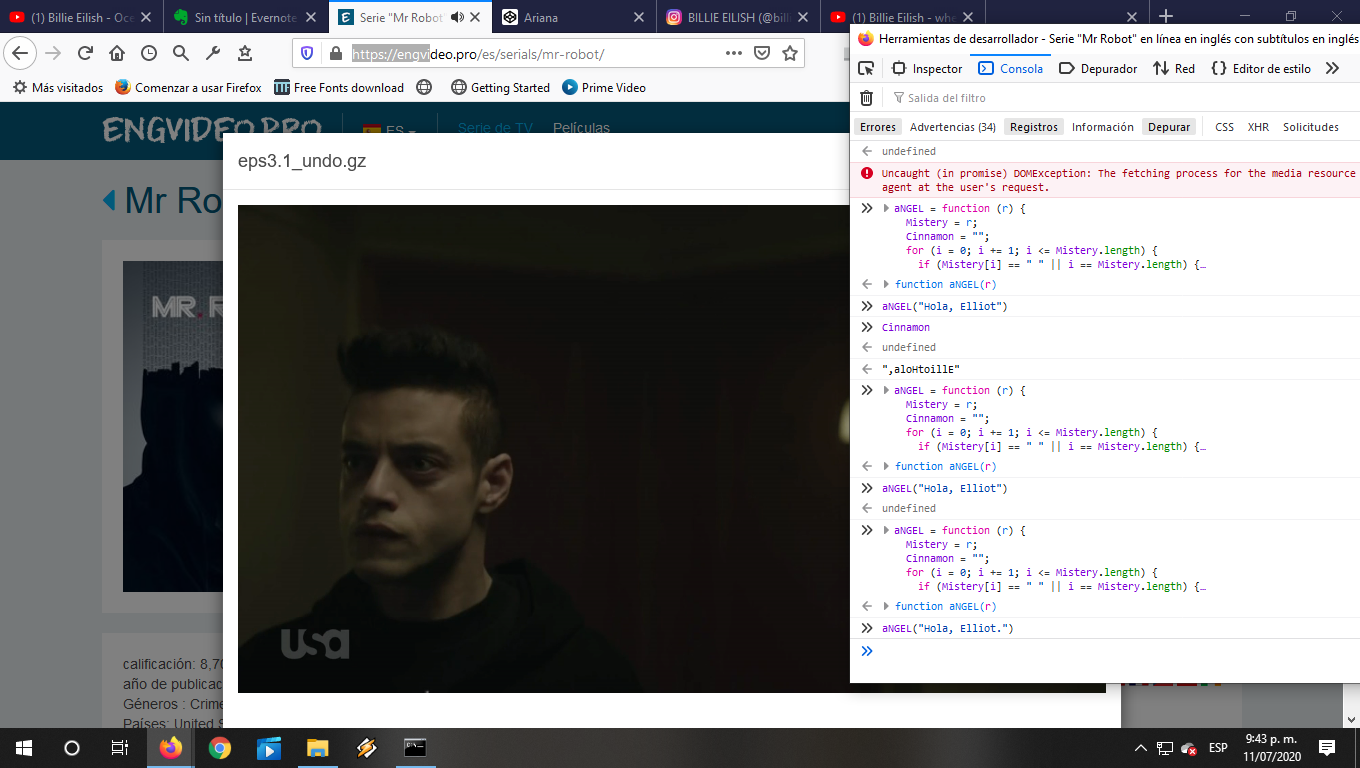 (1) Billie Eilish - Oce
Sin título | Evernote
Serie "Mr Robot
Ariana
BILLIE EILISH (@billi
(1) Billie Eilish - whe
https://engvideo.pro/es/serials/mr-robot/
Más visitados
Comenzar a usar Firefox
Free Fonts download
Getting Started
Prime Video
ENGVIDEO.PRO
ES
Serie de TV
Películas
Mr Ro
MR. R
eps3.1_undo.gz
usa
calificación: 8,70
año de publicac
Géneros : Crime
Países: United S
Herramientas de desarrollador - Serie "Mr Robot" en línea en inglés con subtítulos en inglés
Inspector
Consola
Depurador
Red
Editor de estilo
Salida del filtro
Errores
Advertencias (34)
Registros
Información
Depurar
CSS
XHR
Solicitudes
undefined
Uncaught (in promise) DOMException: The fetching process for the media resource
agent at the user's request.
aNGEL = function (r) {
Mistery = r;
Cinnamon = "";
for (i = 0; i += 1; i <= Mistery.length) {
if (Mistery[i] == " " || i == Mistery.length) {…
function aNGEL(r)
aNGEL("Hola, Elliot")
Cinnamon
undefined
",aloHtoillE"
aNGEL = function (r) {
Mistery = r;
Cinnamon = "";
for (i = 0; i += 1; i <= Mistery.length) {
if (Mistery[i] == " " || i == Mistery.length) {…
function aNGEL(r)
aNGEL("Hola, Elliot")
undefined
aNGEL = function (r) {
Mistery = r;
Cinnamon = "";
for (i = 0; i += 1; i <= Mistery.length) {
if (Mistery[i] == " " || i == Mistery.length) {…
function aNGEL(r)
aNGEL("Hola, Elliot.")
ESP
9:43 p. m.
11/07/2020